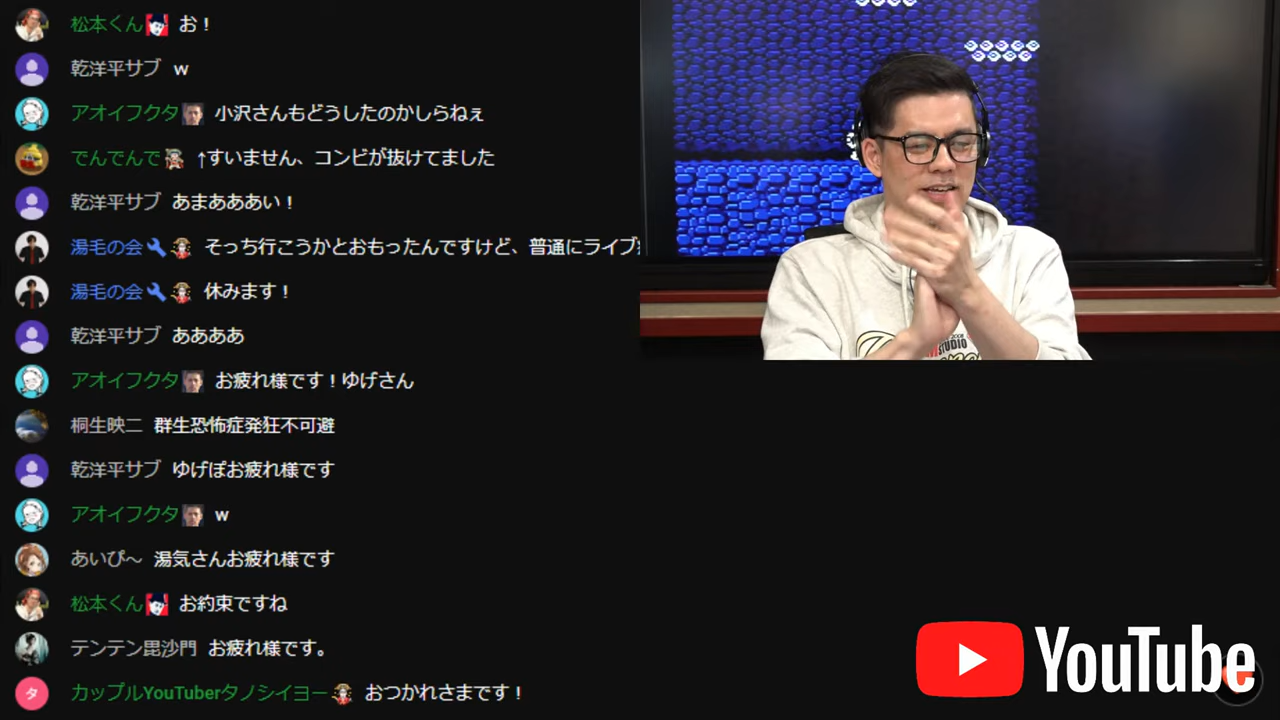 松本くん お！
乾洋平サブ w
アオイフクタ 小沢さんもどうしたのかしらねぇ
でんでんで ↑すいません、コンビが抜けてました
乾洋平サブ あまあああい！
湯毛の会 そっち行こうかとおもったんですけど、普通にライブ
湯毛の会 休みます！
乾洋平サブ ああああ
アオイフクタ お疲れ様です！ゆげさん
桐生映二 群生恐怖症発狂不可避
乾洋平サブ ゆげぽお疲れ様です
アオイフクタ w
あいぴ〜 湯気さんお疲れ様です
松本くん お約束ですね
テンテン毘沙門 お疲れ様です。
タ カップルYouTuberタノシイヨー おつかれさまです！
STUDIO
YouTube